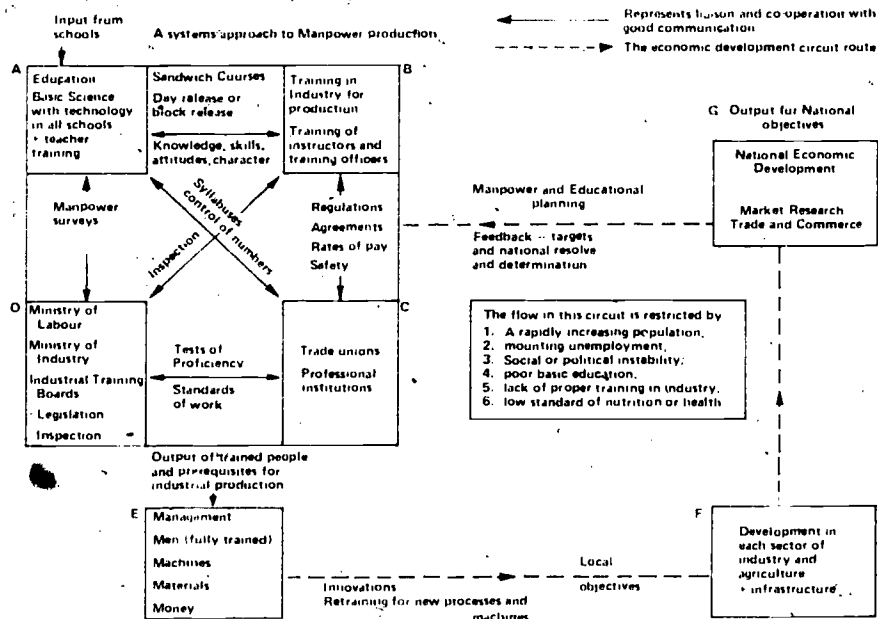 Input from
schools
A systems approach to Manpower production
Represents liaison and co-operation with
good communication
The economic development circuit route
A
Education
Basic Science
with technology
in all schools
+ teacher
training
Sandwich Courses
Day release or
block release
Knowledge, skills,
attitudes, character
B
Training in
Industry for
production
Training of
instructors and
training officers
Manpower
surveys
Syllabuses
control of numbers
Inspection
Regulations
Agreements
Rates of pay
Safety
Manpower and Educational
planning
Feedback -- targets
and national resolve
and determination
G Output for National
objectives
National Economic
Development
Market Research
Trade and Commerce
D
Ministry of
Labour
Ministry of
Industry
Industrial Training
Boards
Legislation
Inspection
Tests of
Proficiency
Standards
of work
C
Trade unions
Professional
institutions
The flow in this circuit is restricted by
1. A rapidly increasing population,
2. mounting unemployment,
3. Social or political instability;
4. poor basic education,
5. lack of proper training in industry,
6. low standard of nutrition or health
Output of trained people
and prerequisites for
industrial production
E
Management
Men (fully trained)
Machines
Materials
Money
Innovations
Retraining for new processes and
machines
Local
objectives
F
Development in
each sector of
industry and
agriculture
+ infrastructure